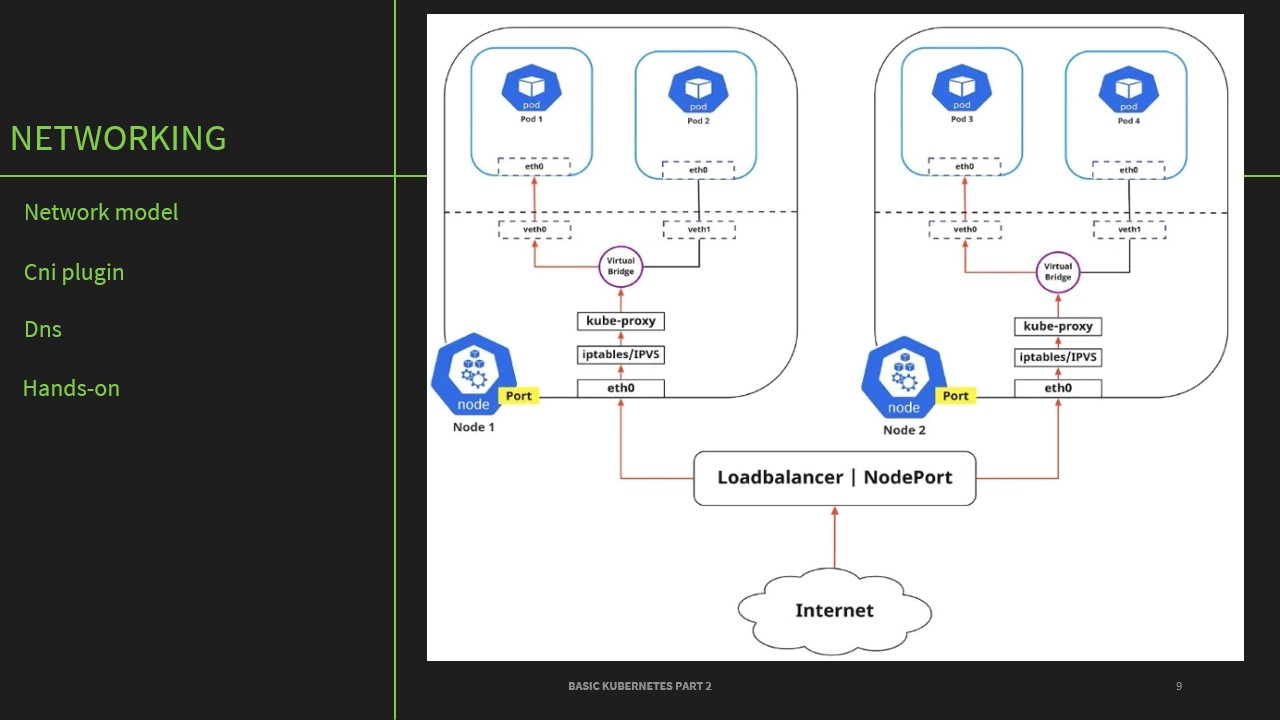 NETWORKING
Network model
Cni plugin
Dns
Hands-on
pod
Pod 1
eth0
pod
Pod 2
eth0
veth0
veth1
Virtual
Bridge
kube-proxy
iptables/IPVS
eth0
node
Port
Node 1
pod
Pod 3
eth0
pod
Pod 4
eth0
veth0
veth1
Virtual
Bridge
kube-proxy
iptables/IPVS
eth0
node
Port
Node 2
Loadbalancer | NodePort
Internet
BASIC KUBERNETES PART 2
9